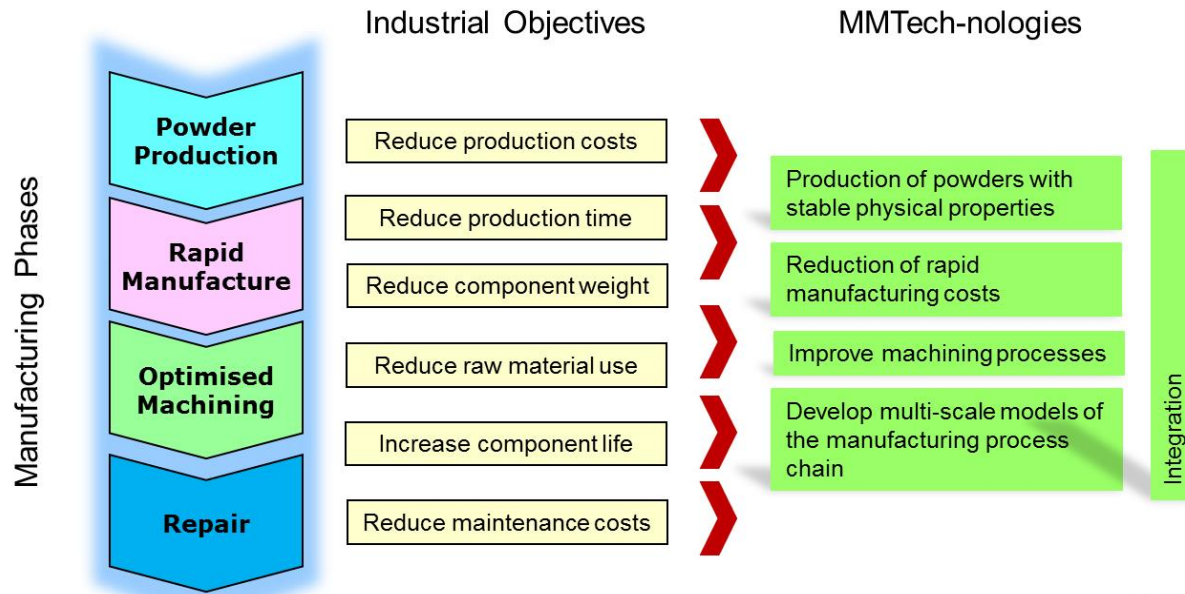 Industrial Objectives
MMTech-nologies
Manufacturing Phases
Powder
Production
Rapid
Manufacture
Optimised
Machining
Repair
Reduce production costs
Reduce production time
Reduce component weight
Reduce raw material use
Increase component life
Reduce maintenance costs
Production of powders with
stable physical properties
Reduction of rapid
manufacturing costs
Improve machining processes
Develop multi-scale models of
the manufacturing process
chain
Integration